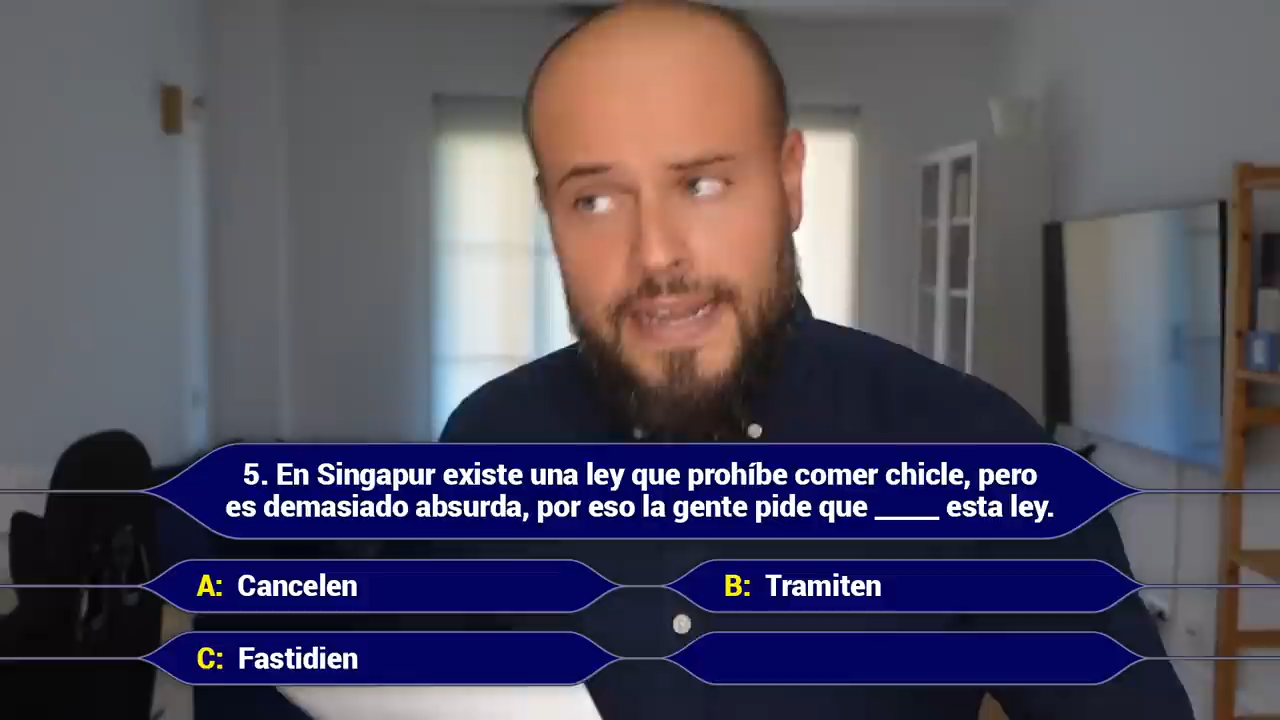 5. En Singapur existe una ley que prohíbe comer chicle, pero
es demasiado absurda, por eso la gente pide que _____ esta ley.
A: Cancelen
B: Tramiten
C: Fastidien